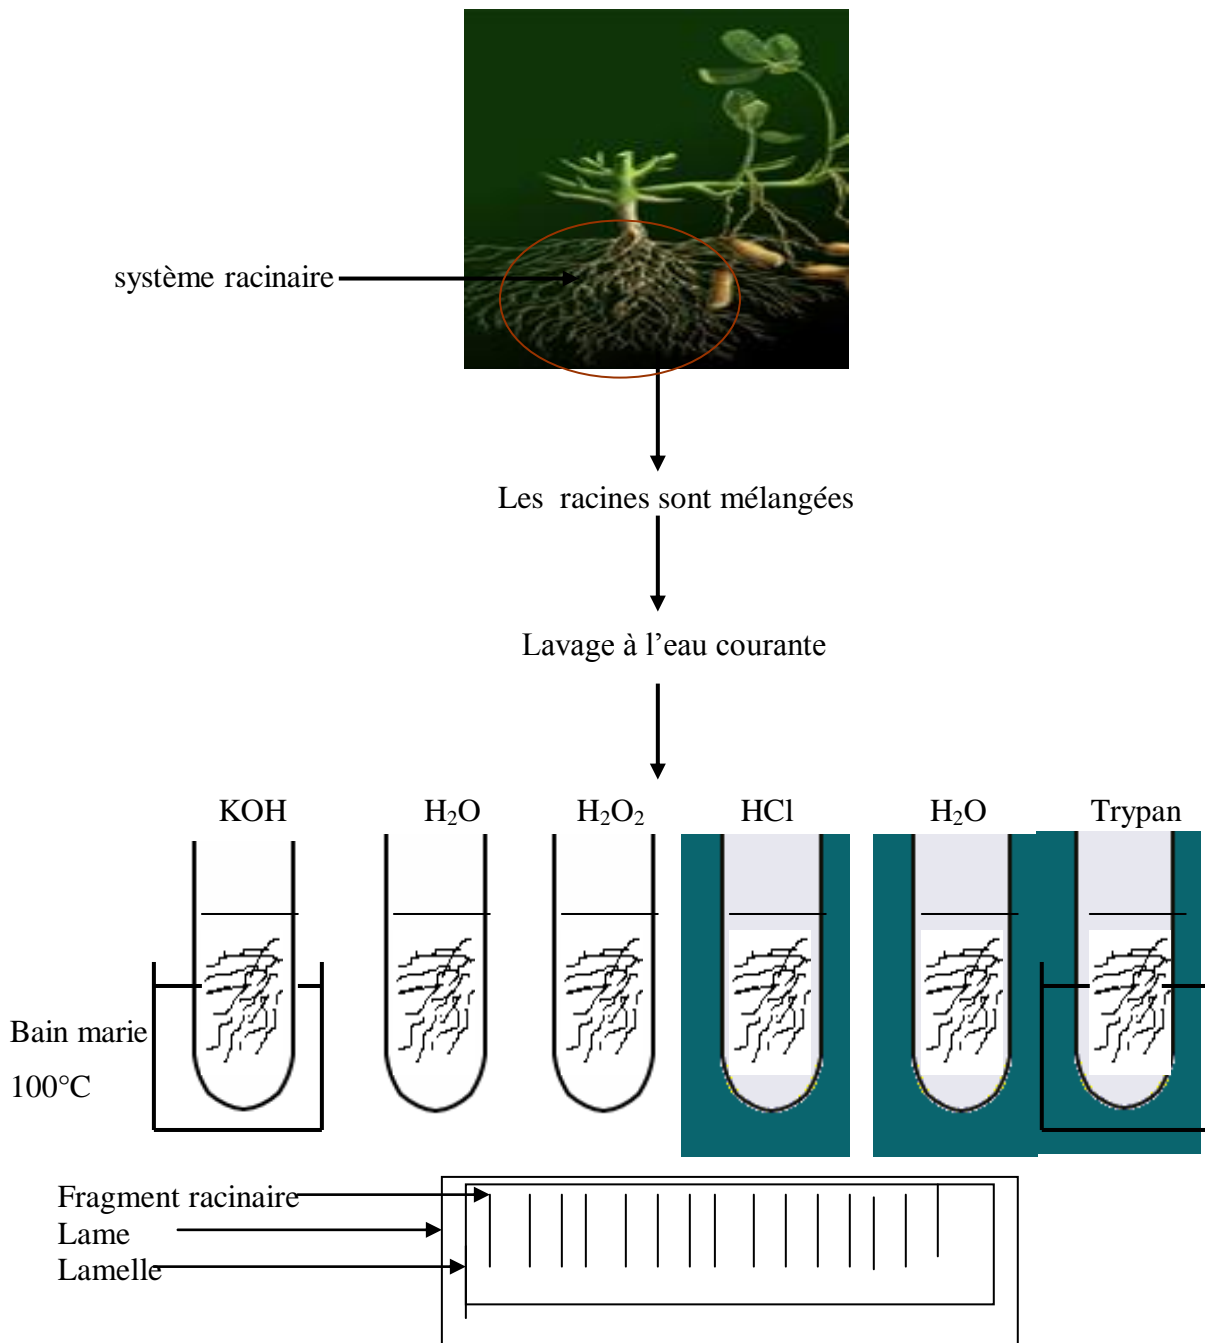 système racinaire
Les racines sont mélangées
Lavage à l’eau courante
KOH H₂O H₂O₂ HCl H₂O Trypan
Bain marie
100°C
Fragment racinaire
Lame
Lamelle